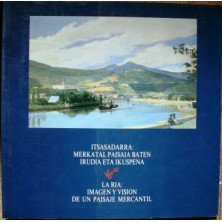 ITSASADARRA:
MERKATAL PAISAIA BATEN
IRUDIA ETA IKUSPENA
LA RIA:
IMAGEN Y VISION
DE UN PAISAJE MERCANTIL